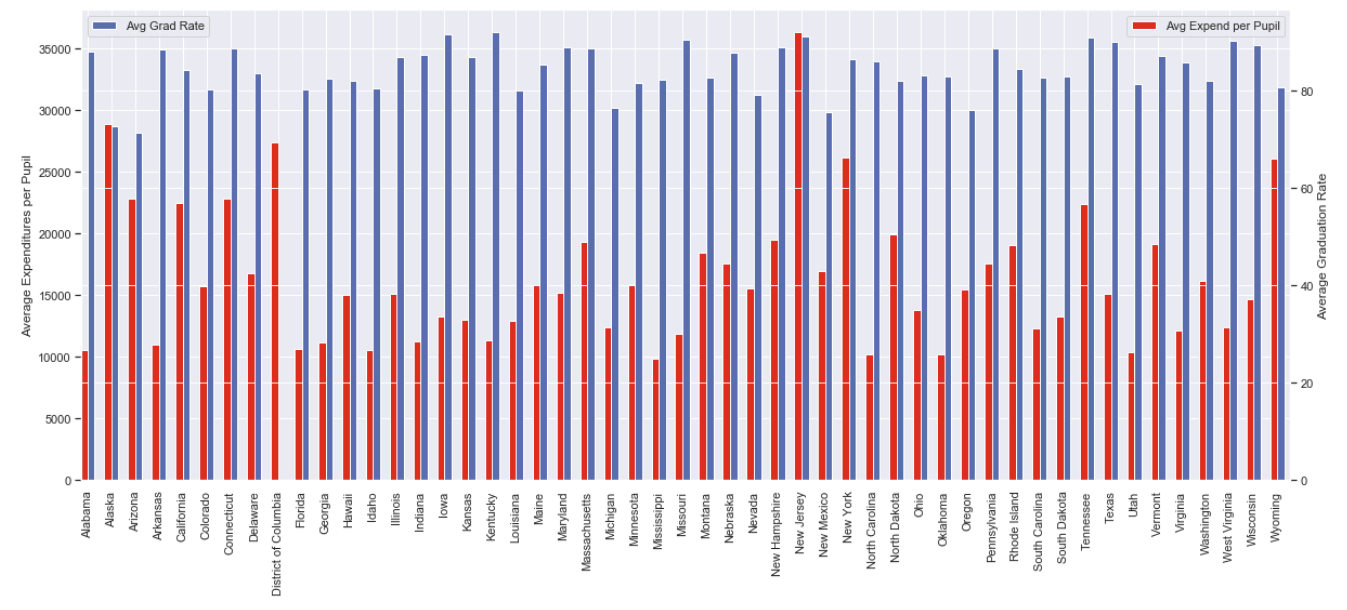 Avg Grad Rate
Avg Expend per Pupil
35000
30000
25000
20000
15000
10000
5000
0
Average Expenditures per Pupil
80
60
40
20
0
Average Graduation Rate
Alabama
Alaska
Arizona
Arkansas
California
Colorado
Connecticut
Delaware
District of Columbia
Florida
Georgia
Hawaii
Idaho
Illinois
Indiana
Iowa
Kansas
Kentucky
Louisiana
Maine
Maryland
Massachusetts
Michigan
Minnesota
Mississippi
Missouri
Montana
Nebraska
Nevada
New Hampshire
New Jersey
New Mexico
New York
North Carolina
North Dakota
Ohio
Oklahoma
Oregon
Pennsylvania
Rhode Island
South Carolina
South Dakota
Tennessee
Texas
Utah
Vermont
Virginia
Washington
West Virginia
Wisconsin
Wyoming